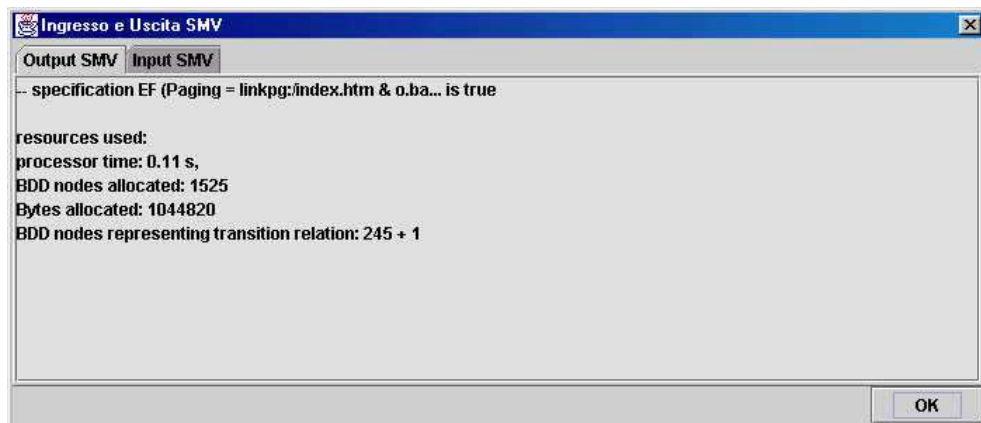 Ingresso e Uscita SMV
Output SMV Input SMV
-- specification EF (Paging = linkpg:/index.htm & o.ba... is true
resources used:
processor time: 0.11 s,
BDD nodes allocated: 1525
Bytes allocated: 1044820
BDD nodes representing transition relation: 245 + 1
OK